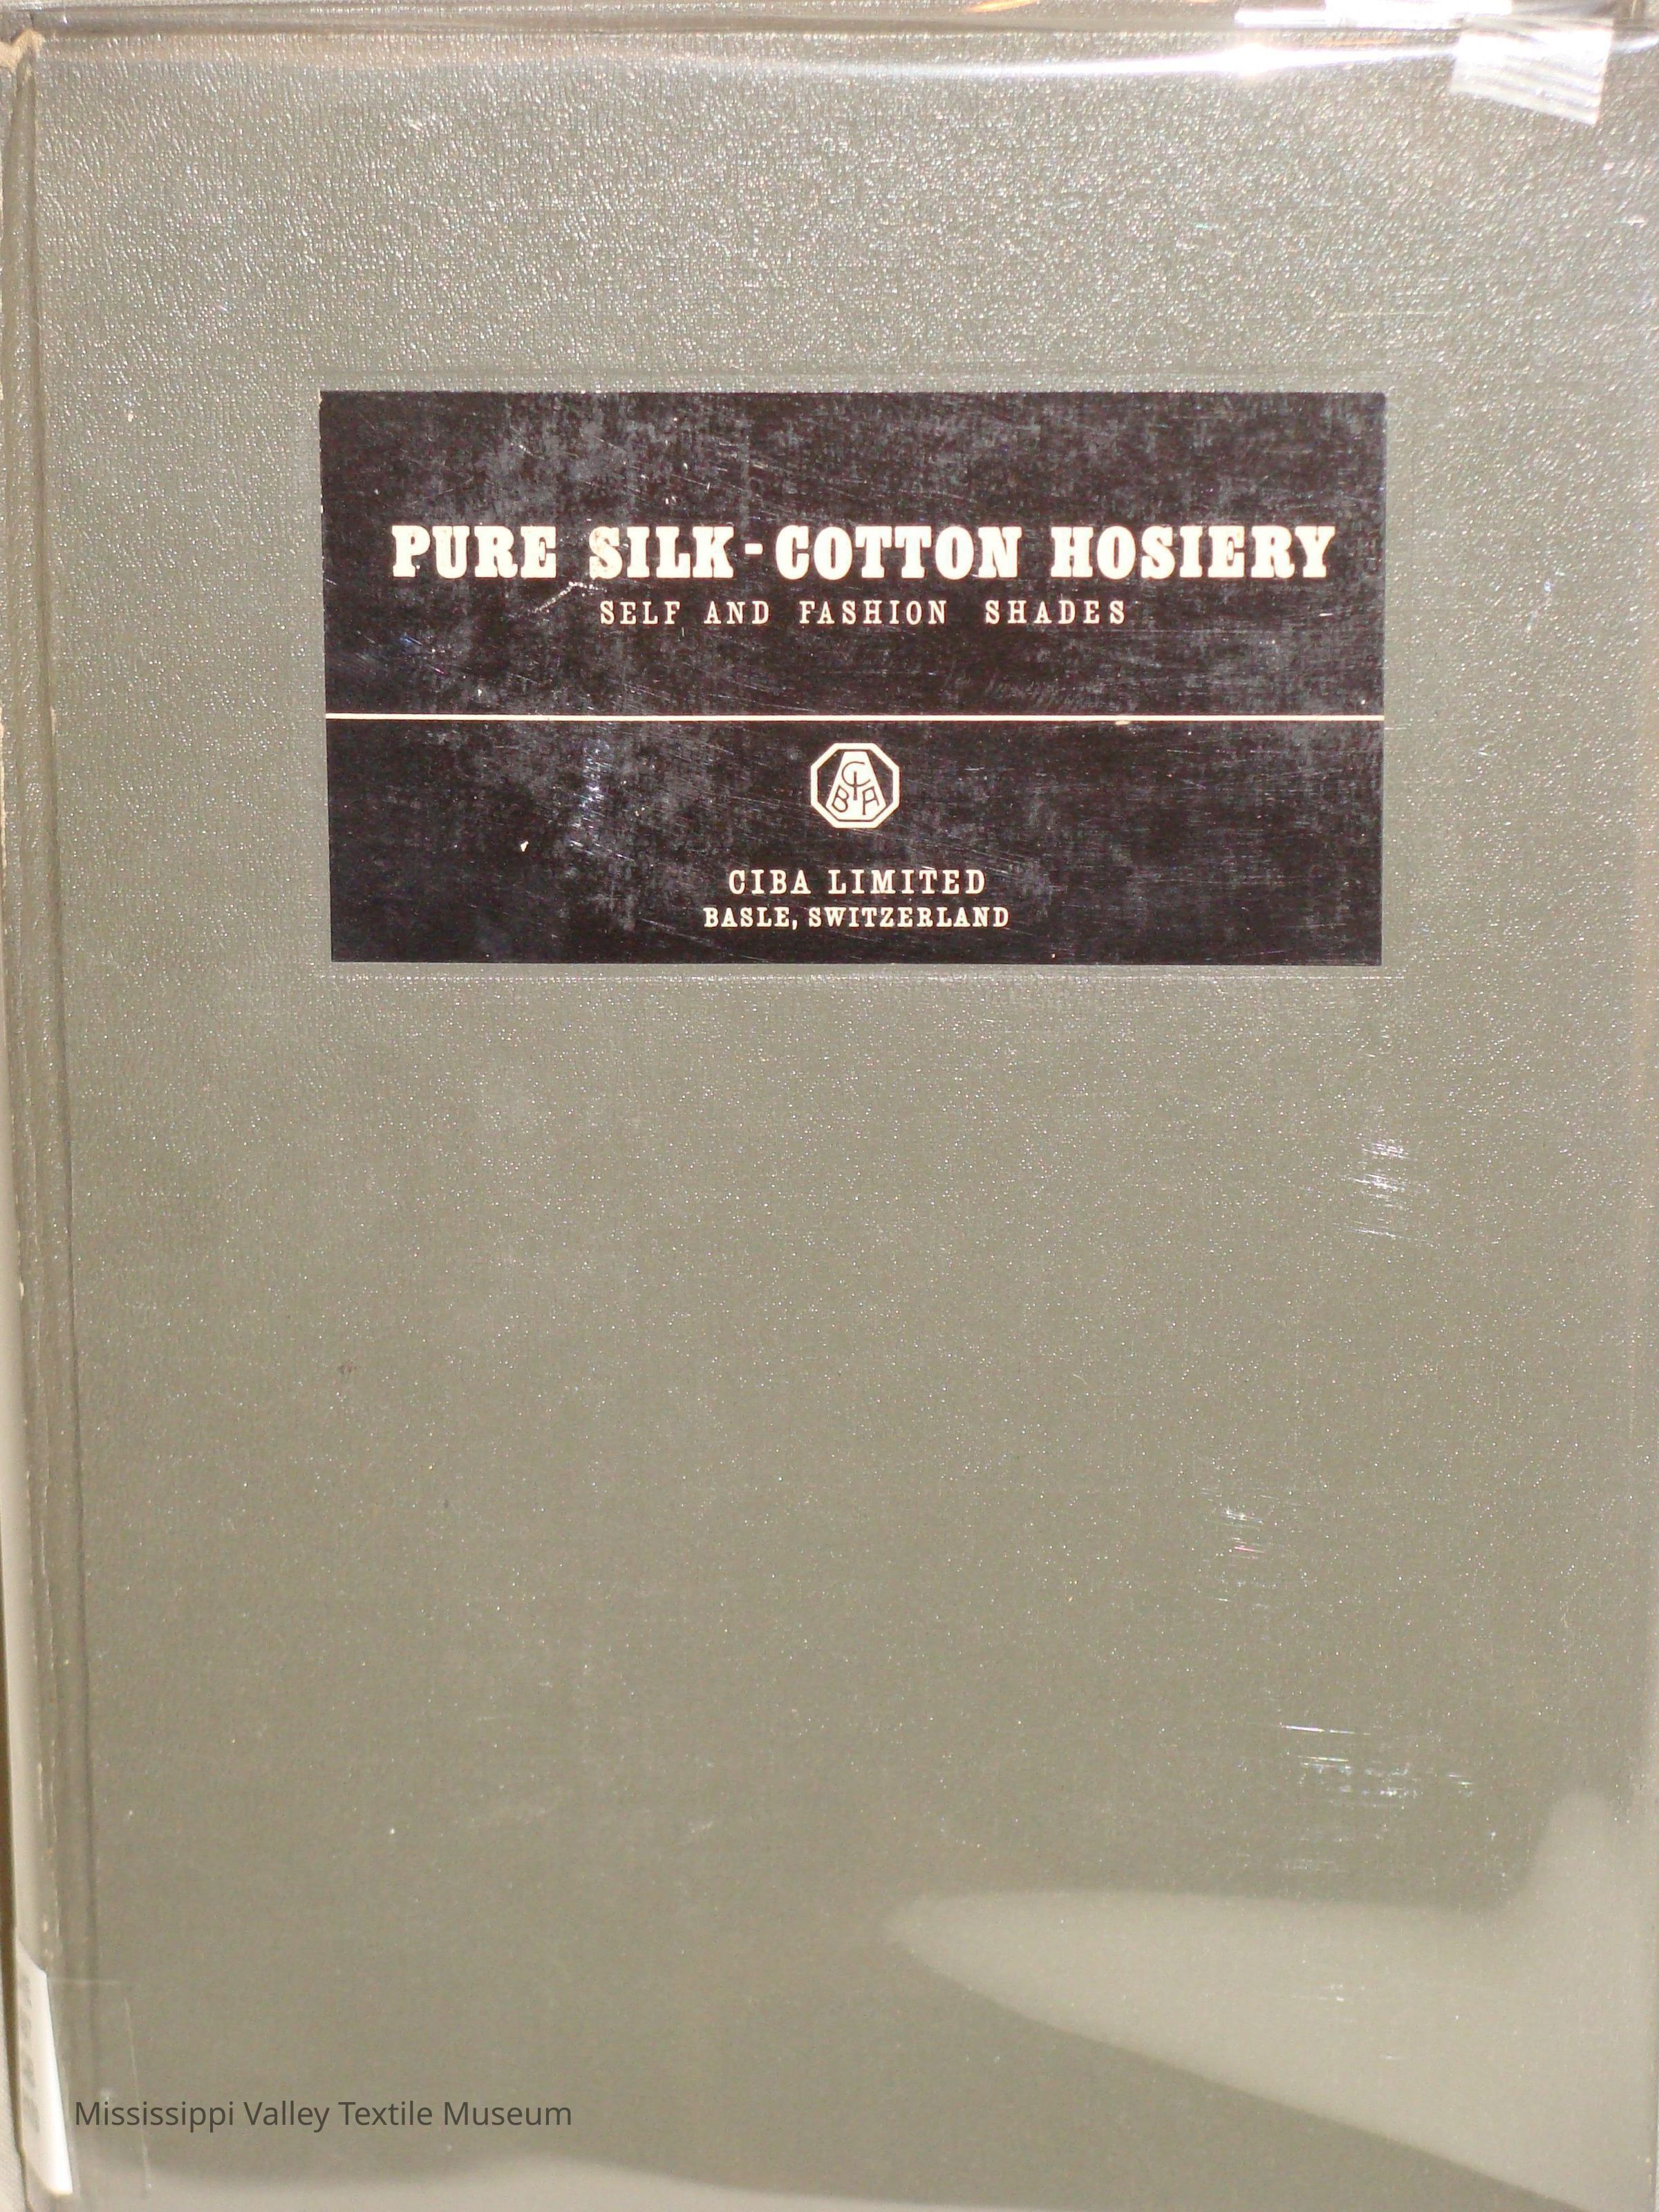 PURE SILK-COTTON HOSIERY
SELF AND FASHION SHADES
CIBA
CIBA LIMITED
BASLE, SWITZERLAND
Mississippi Valley Textile Museum